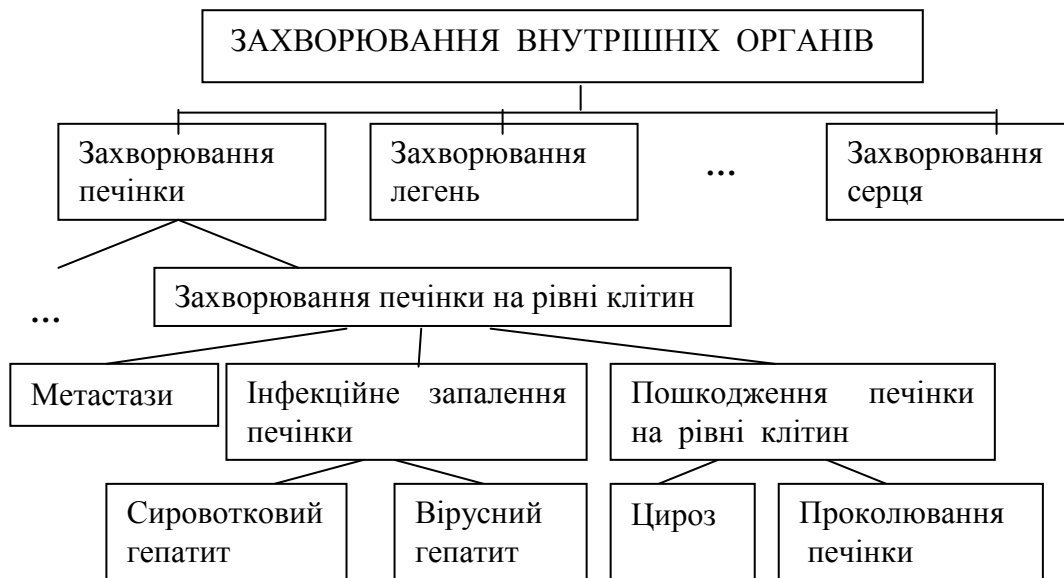 ЗАХВОРЮВАННЯ ВНУТРІШНІХ ОРГАНІВ
Захворювання
печінки
Захворювання
легень
...
Захворювання
серця
...
Захворювання печінки на рівні клітин
Метастази
Інфекційне запалення
печінки
Пошкодження печінки
на рівні клітин
Сировотковий
гепатит
Вірусний
гепатит
Цироз
Проколювання
печінки